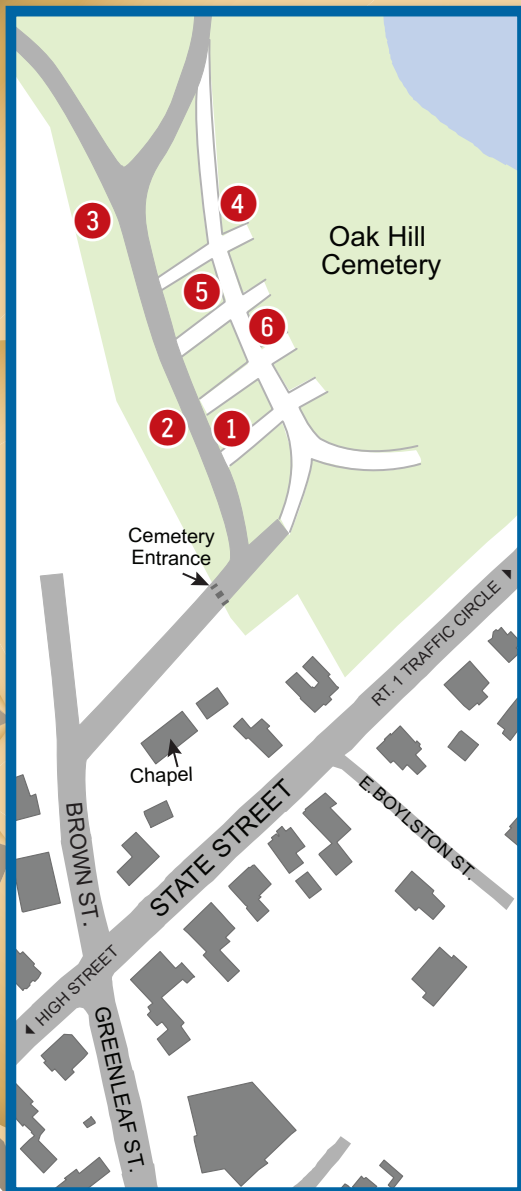 4
3
Oak Hill
Cemetery
5
6
2
1
Cemetery
Entrance
RT. 1 TRAFFIC CIRCLE
Chapel
STATE STREET
E. BOYLSTON ST.
BROWN ST.
HIGH STREET
GREENLEAF ST.